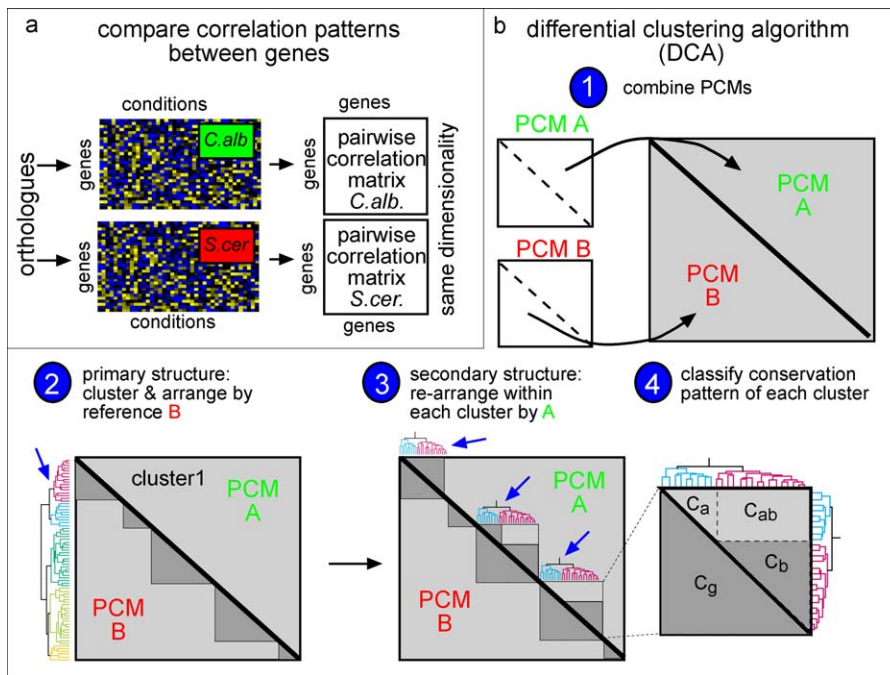 a
compare correlation patterns
between genes
conditions
genes
orthologues
genes
C.alb
genes
pairwise
correlation
matrix
C.alb.
same dimensionality
genes
S.cer
genes
pairwise
correlation
matrix
S.cer.
conditions
genes
b
differential clustering algorithm
(DCA)
1
combine PCMs
PCM A
PCM
A
PCM B
PCM
B
2
primary structure:
cluster & arrange by
reference B
cluster1
PCM
A
PCM
B
3
secondary structure:
re-arrange within
each cluster by A
PCM
A
PCM
B
4
classify conservation
pattern of each cluster
Ca
Cab
Cb
Cg